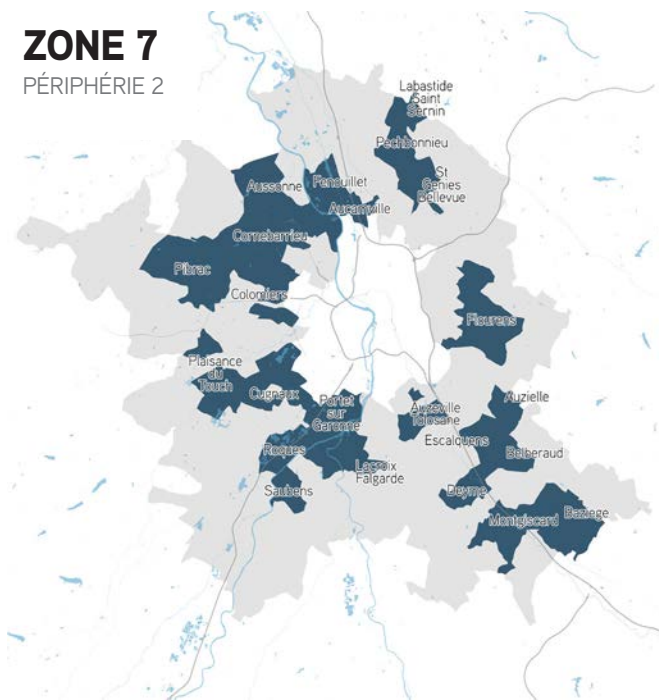 ZONE 7
PÉRIPHÉRIE 2
Labastide
Saint
Sernin
Pechbonnieu
St
Genies
Bellevue
Aussonne
Fenouillet
Aucamville
Cornebarrieu
Pibrac
Colomiers
Flourens
Plaisance
du
Touch
Cugnaux
Portet
sur
Garonne
Auzeville
Tolosane
Auzielle
Escalquens
Belberaud
Roques
Lacroix
Falgarde
Saubens
Deyme
Montgiscard
Baziege